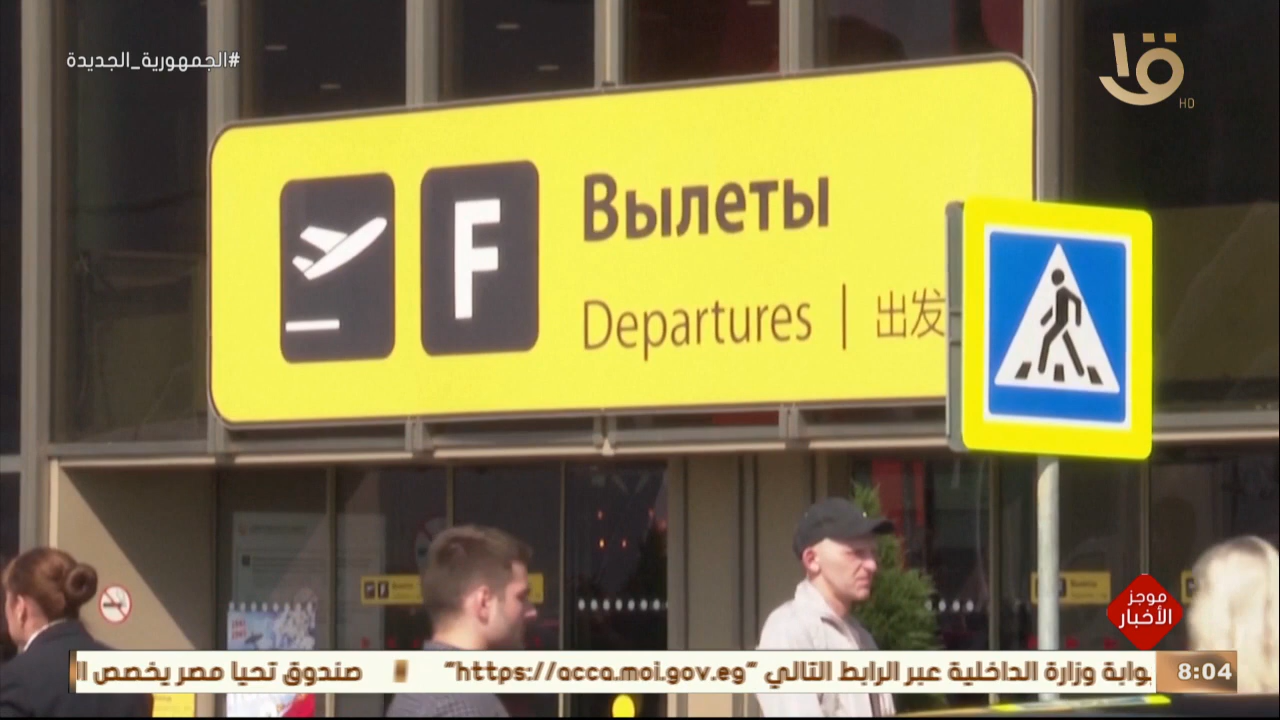 #الجمهورية_الجديدة
HD
F
Вылеты
Departures | 出发
موجز
الأخبار
بوابة وزارة الداخلية عبر الرابط التالي "https://acca.moi.gov.eg" صندوق تحيا مصر يخصص
8:04